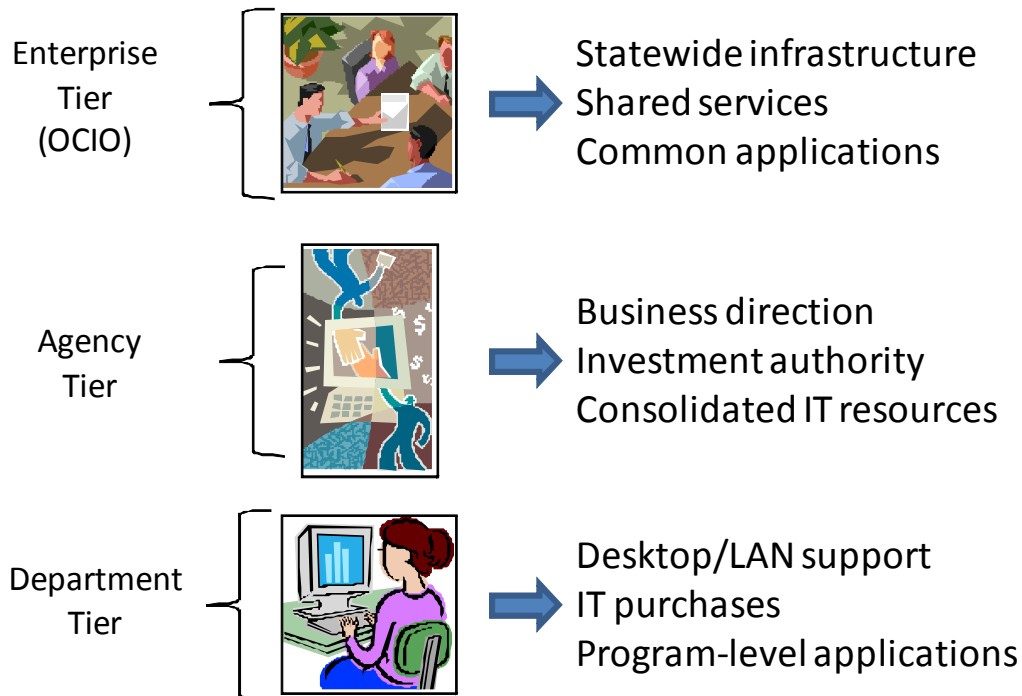 Enterprise
Tier
(OCIO)
Statewide infrastructure
Shared services
Common applications
Agency
Tier
Business direction
Investment authority
Consolidated IT resources
Department
Tier
Desktop/LAN support
IT purchases
Program-level applications